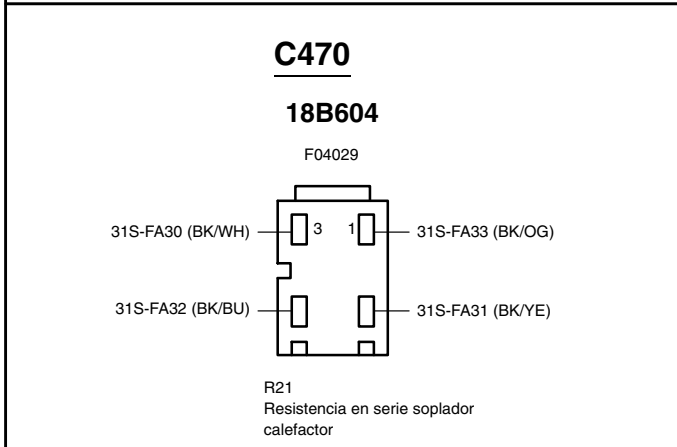 C470
18B604
F04029
31S-FA30 (BK/WH) 3 1 31S-FA33 (BK/OG)
31S-FA32 (BK/BU) 31S-FA31 (BK/YE)
R21
Resistencia en serie soplador
calefactor